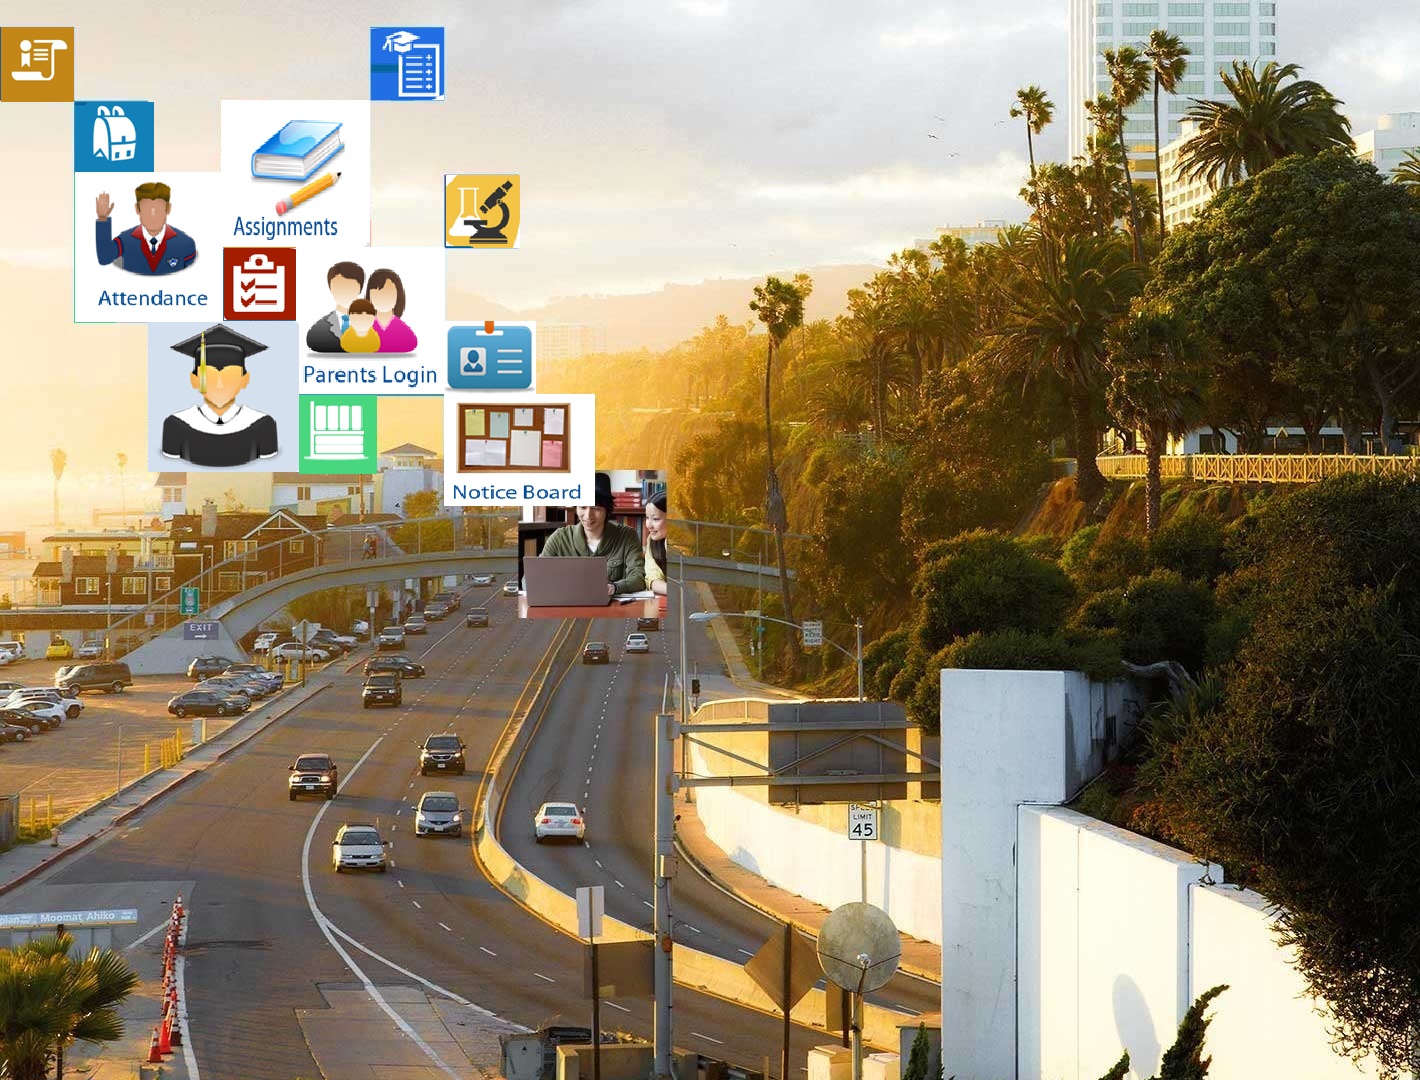 Assignments
Attendance
Parents Login
Notice Board
EXIT
SPEED
LIMIT
45
Moomat Ahiko